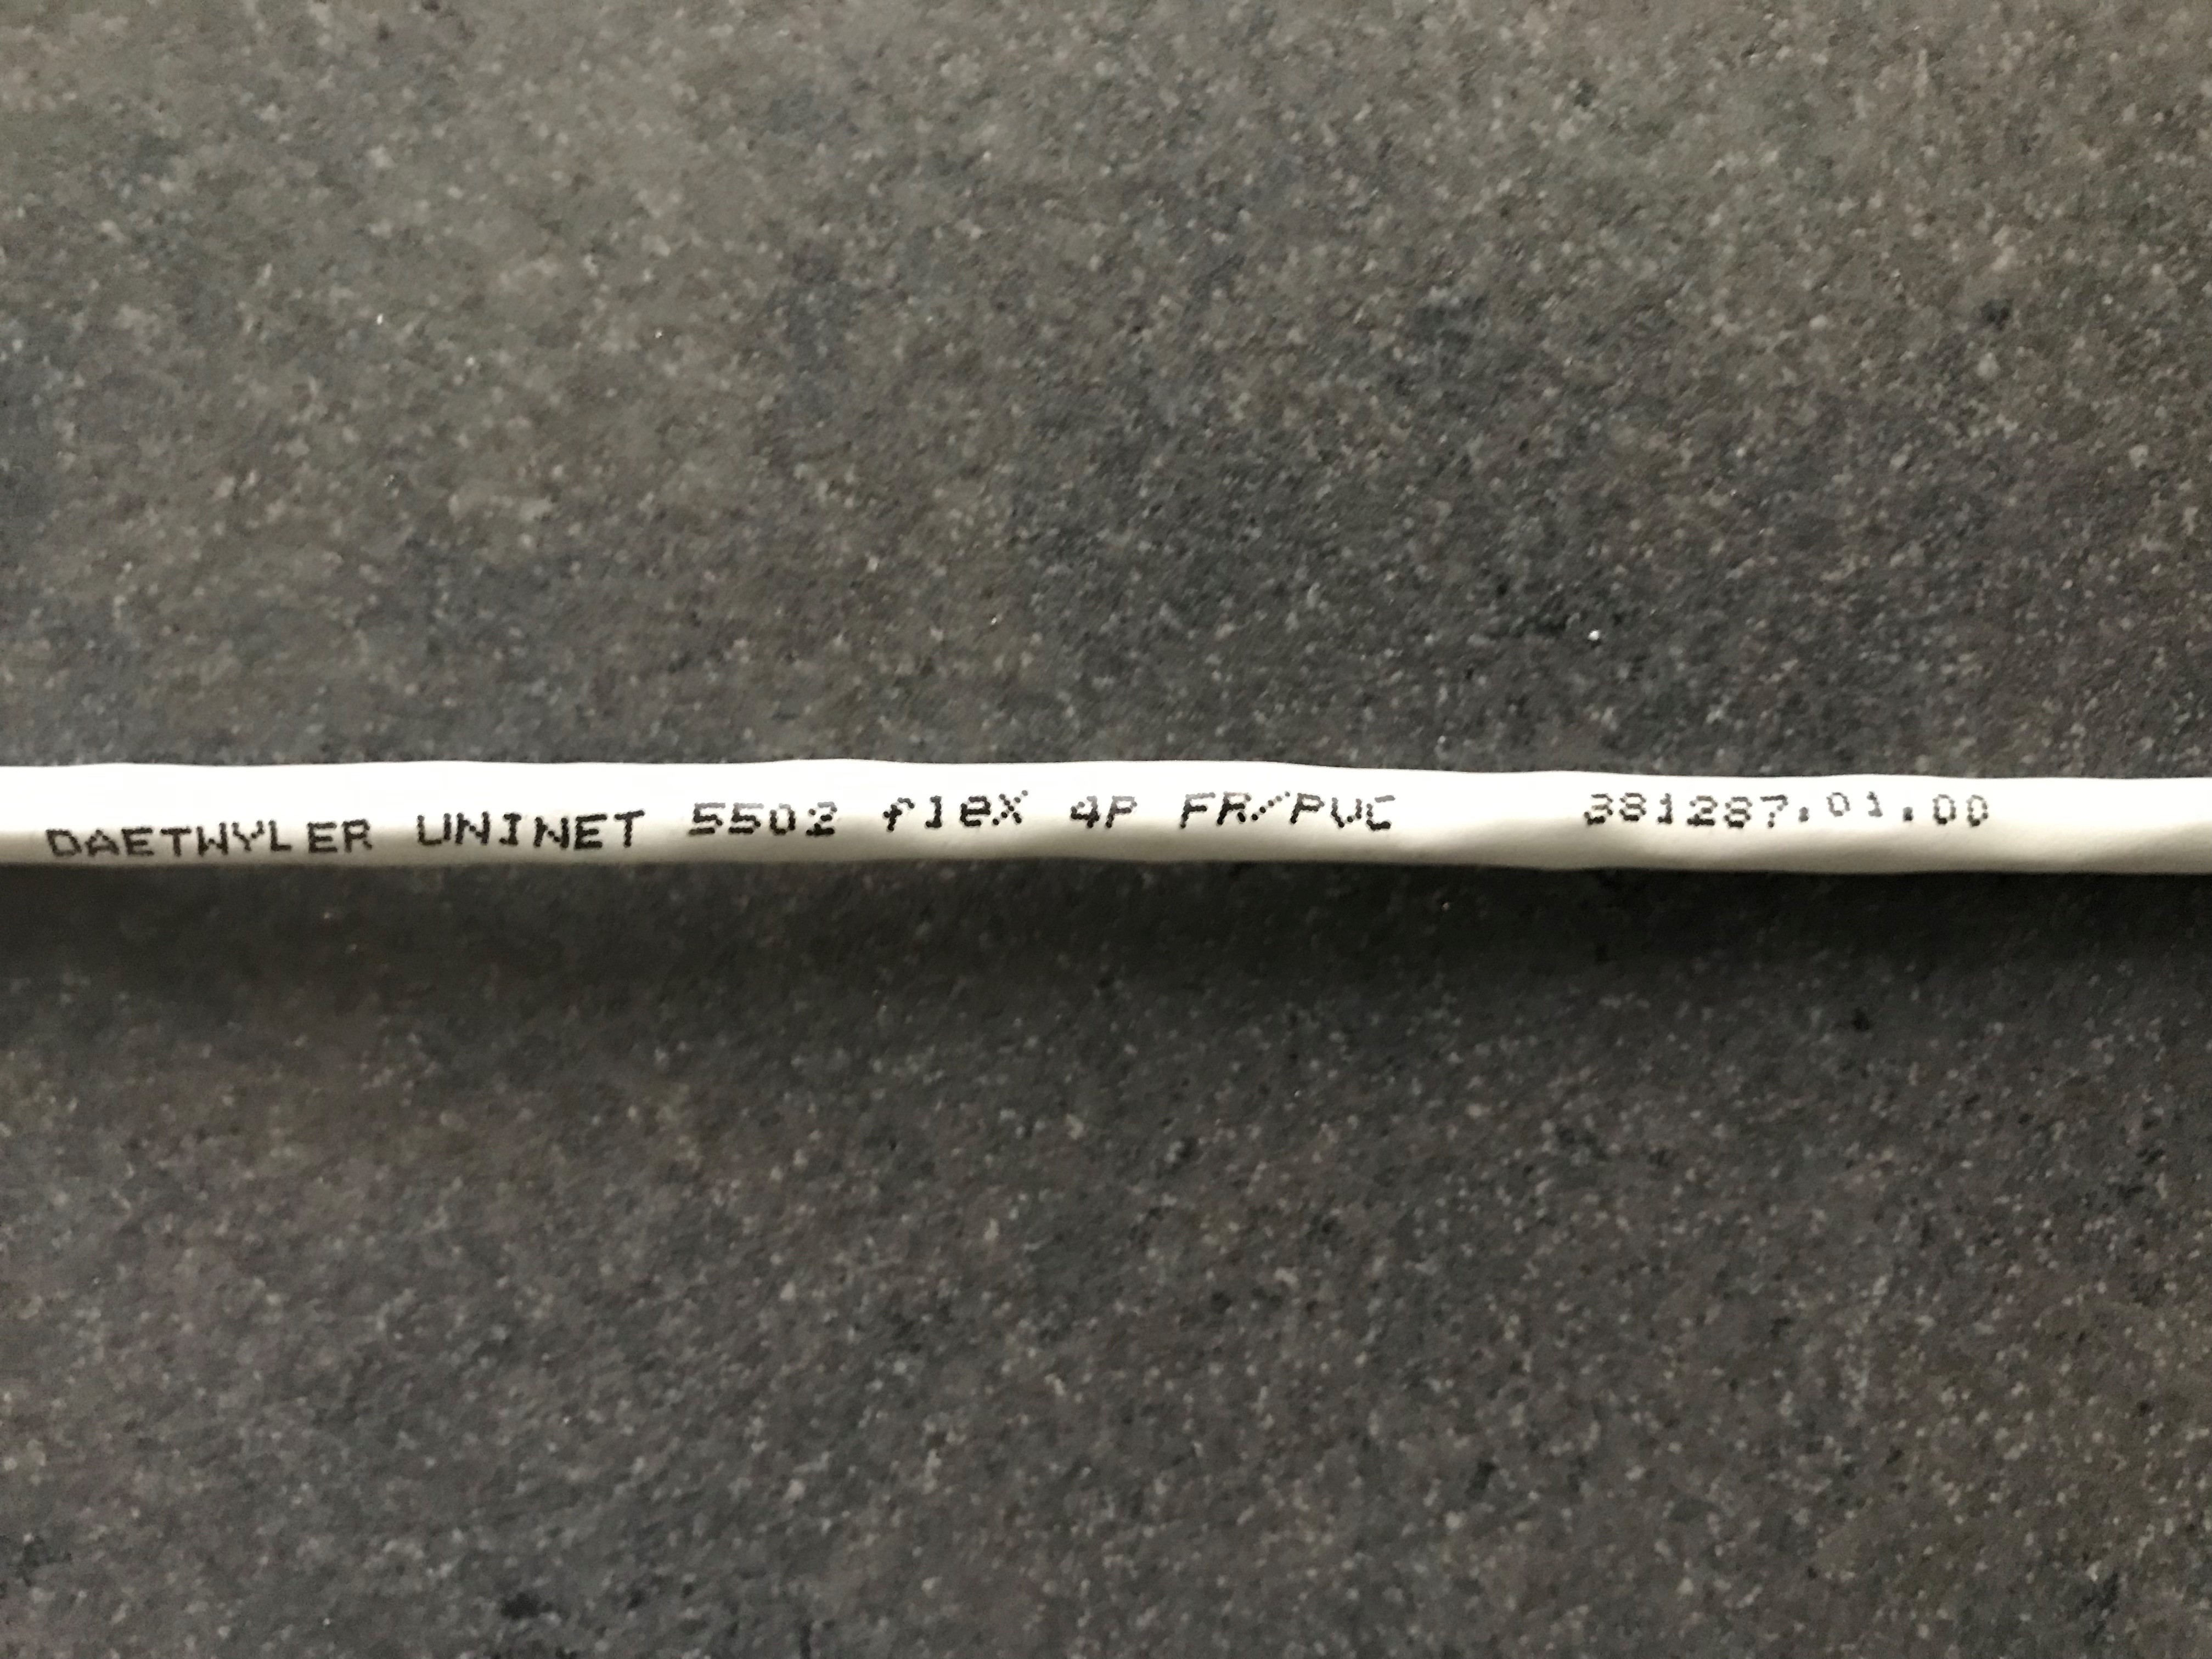 DAETWYLER UNINET 5502 flex 4P FR/PVC 381287.01.00